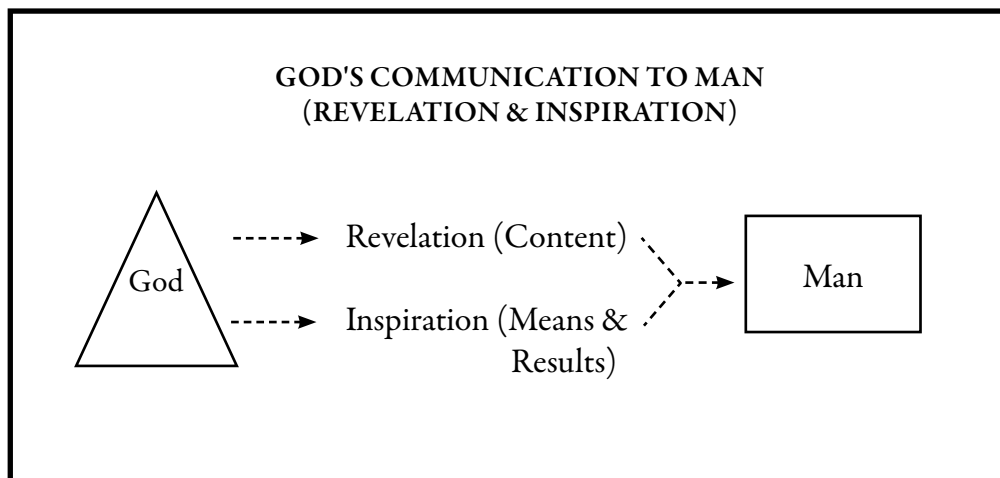 GOD'S COMMUNICATION TO MAN
(REVELATION & INSPIRATION)
God
Revelation (Content)
Inspiration (Means &
Results)
Man